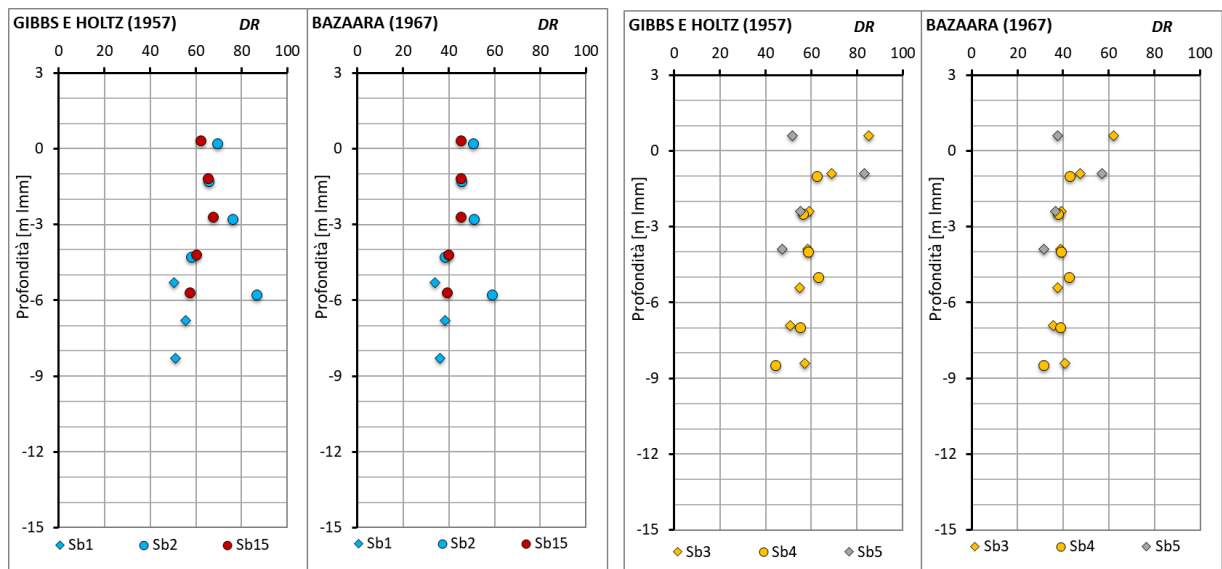 GIBBS E HOLTZ (1957) DR
0 20 40 60 80 100
Profondità [m lmm]
3
0
-3
-6
-9
-12
-15
Sb1 Sb2 Sb15
BAZAARA (1967) DR
0 20 40 60 80 100
Profondità [m lmm]
3
0
-3
-6
-9
-12
-15
Sb1 Sb2 Sb15
GIBBS E HOLTZ (1957) DR
0 20 40 60 80 100
Profondità [m lmm]
3
0
-3
-6
-9
-12
-15
Sb3 Sb4 Sb5
BAZAARA (1967) DR
0 20 40 60 80 100
Profondità [m lmm]
3
0
-3
-6
-9
-12
-15
Sb3 Sb4 Sb5